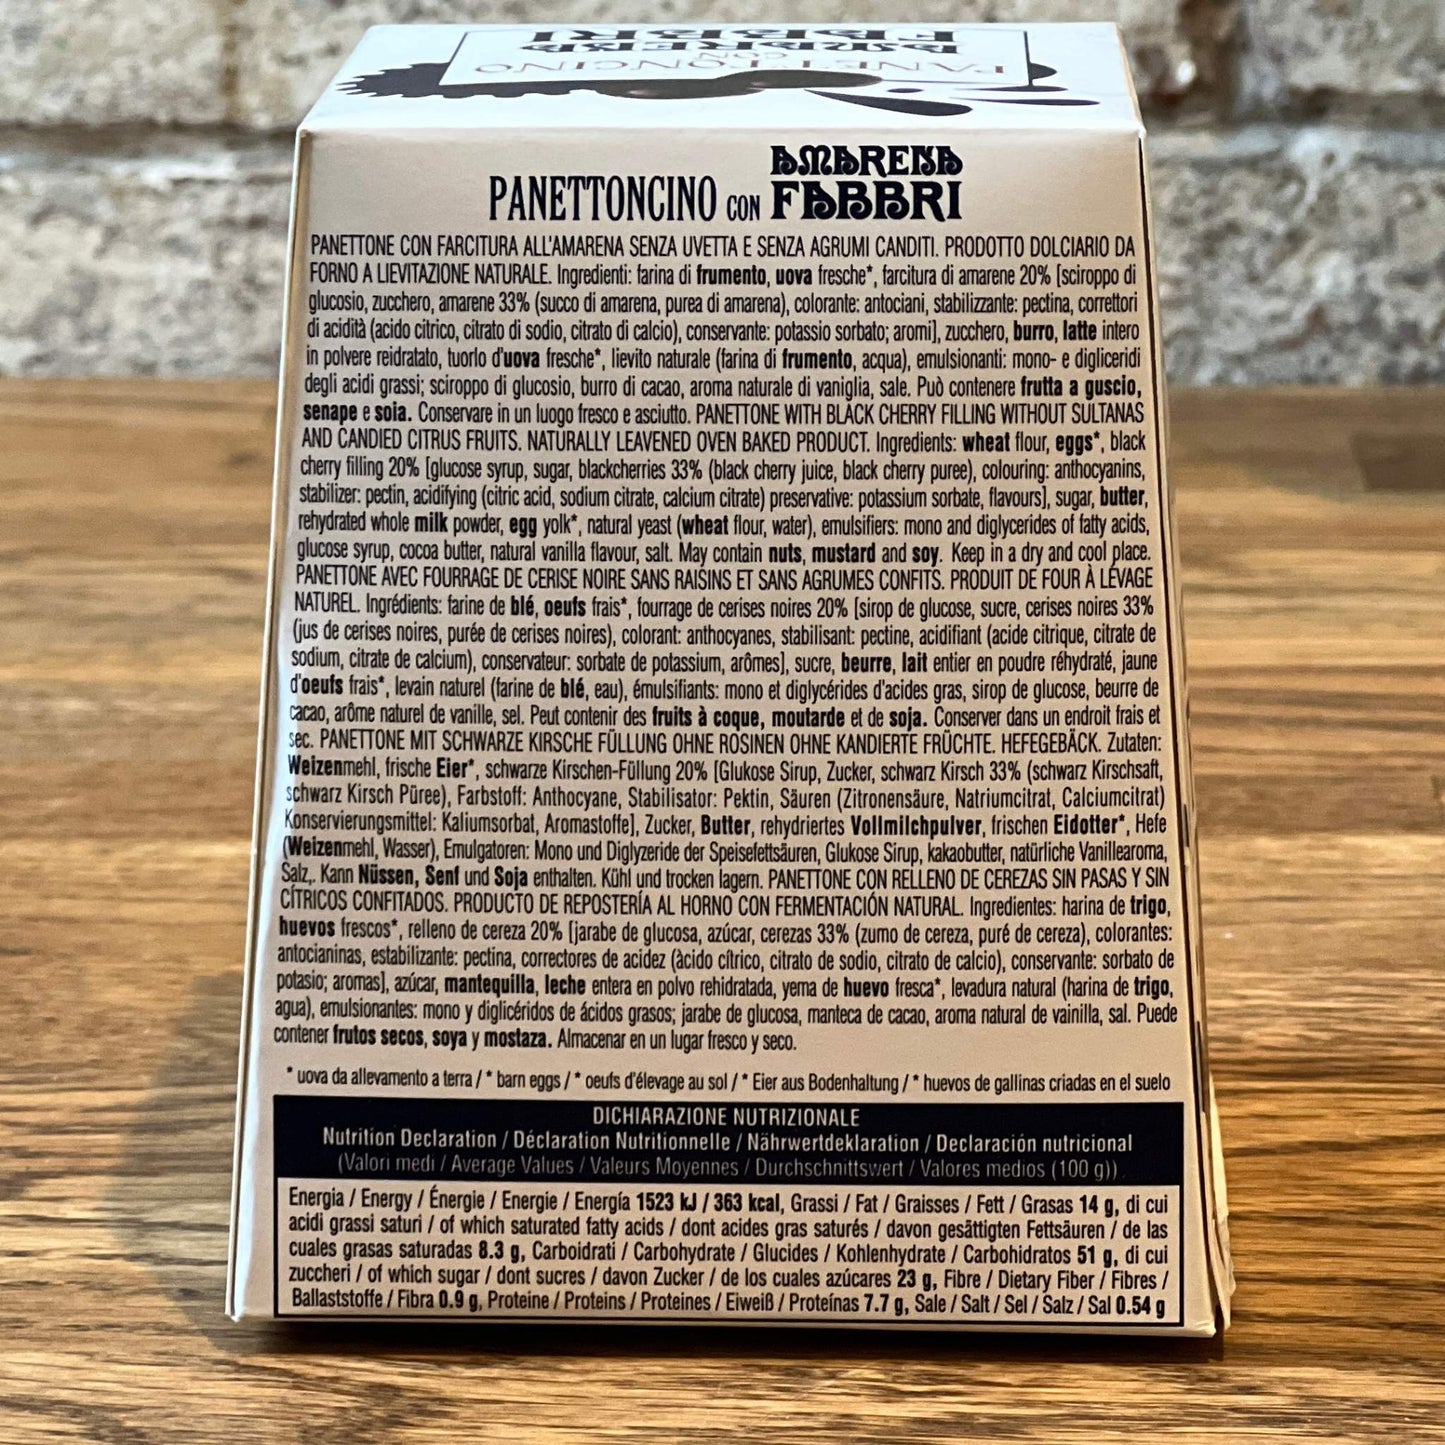 PANETTONCINO
CON
AMARENA
FABBRI
PANETTONCINO CON AMARENA FABBRI
PANETTONE CON FARCITURA ALL'AMARENA SENZA UVETTA E SENZA AGRUMI CANDITI. PRODOTTO DOLCIARIO DA
FORNO A LIEVITAZIONE NATURALE. Ingredienti: farina di frumento, uova fresche*, farcitura di amarene 20% [sciroppo di
glucosio, zucchero, amarene 33% (succo di amarena, purea di amarena), colorante: antociani, stabilizzante: pectina, correttori
di acidità (acido citrico, citrato di sodio, citrato di calcio), conservante: potassio sorbato; aromi], zucchero, burro, latte intero
in polvere reidratato, tuorlo d'uova fresche*, lievito naturale (farina di frumento, acqua), emulsionanti: mono- e digliceridi
degli acidi grassi; sciroppo di glucosio, burro di cacao, aroma naturale di vaniglia, sale. Può contenere frutta a guscio,
senape e soia. Conservare in un luogo fresco e asciutto. PANETTONE WITH BLACK CHERRY FILLING WITHOUT SULTANAS
AND CANDIED CITRUS FRUITS. NATURALLY LEAVENED OVEN BAKED PRODUCT. Ingredients: wheat flour, eggs*, black
cherry filling 20% [glucose syrup, sugar, blackcherries 33% (black cherry juice, black cherry puree), colouring: anthocyanins,
stabilizer: pectin, acidifying (citric acid, sodium citrate, calcium citrate) preservative: potassium sorbate, flavours], sugar, butter,
rehydrated whole milk powder, egg yolk*, natural yeast (wheat flour, water), emulsifiers: mono and diglycerides of fatty acids,
glucose syrup, cocoa butter, natural vanilla flavour, salt. May contain nuts, mustard and soy. Keep in a dry and cool place.
PANETTONE AVEC FOURRAGE DE CERISE NOIRE SANS RAISINS ET SANS AGRUMES CONFITS. PRODUIT DE FOUR À LÉVAGE
NATUREL. Ingrédients: farine de blé, oeufs frais*, fourrage de cerises noires 20% [sirop de glucose, sucre, cerises noires 33%
(jus de cerises noires, purée de cerises noires), colorant: anthocyanes, stabilisant: pectine, acidifiant (acide citrique, citrate de
sodium, citrate de calcium), conservateur: sorbate de potassium, arômes], sucre, beurre, lait entier en poudre réhydraté, jaune
d'oeufs frais*, levain naturel (farine de blé, eau), émulsifiants: mono et diglycérides d'acides gras, sirop de glucose, beurre de
cacao, arôme naturel de vanille, sel. Peut contenir des fruits à coque, moutarde et de soja. Conserver dans un endroit frais et
sec. PANETTONE MIT SCHWARZE KIRSCHE FÜLLUNG OHNE ROSINEN OHNE KANDIERTE FRÜCHTE. HEFEGEBÄCK. Zutaten:
Weizenmehl, frische Eier*, schwarze Kirschen-Füllung 20% [Glukose Sirup, Zucker, schwarz Kirsch 33% (schwarz Kirschsaft,
schwarz Kirsch Püree), Farbstoff: Anthocyane, Stabilisator: Pektin, Säuren (Zitronensäure, Natriumcitrat, Calciumcitrat)
Konservierungsmittel: Kaliumsorbat, Aromastoffe], Zucker, Butter, rehydriertes Vollmilchpulver, frischen Eidotter*, Hefe
(Weizenmehl, Wasser), Emulgatoren: Mono und Diglyzeride der Speisefettsäuren, Glukose Sirup, kakaobutter, natürliche Vanillearoma,
Salz,. Kann Nüssen, Senf und Soja enthalten. Kühl und trocken lagern. PANETTONE CON RELLENO DE CEREZAS SIN PASAS Y SIN
CÍTRICOS CONFITADOS. PRODUCTO DE REPOSTERÍA AL HORNO CON FERMENTACIÓN NATURAL. Ingredientes: harina de trigo,
huevos frescos*, relleno de cereza 20% [jarabe de glucosa, azúcar, cerezas 33% (zumo de cereza, puré de cereza), colorantes:
antocianinas, estabilizante: pectina, correctores de acidez (àcido cítrico, citrato de sodio, citrato de calcio), conservante: sorbato de
potasio; aromas], azúcar, mantequilla, leche entera en polvo rehidratada, yema de huevo fresca*, levadura natural (harina de trigo,
agua), emulsionantes: mono y diglicéridos de ácidos grasos; jarabe de glucosa, manteca de cacao, aroma natural de vainilla, sal. Puede
contener frutos secos, soya y mostaza. Almacenar en un lugar fresco y seco.
* uova da allevamento a terra / * barn eggs / * oeufs d'élevage au sol / * Eier aus Bodenhaltung / * huevos de gallinas criadas en el suelo
DICHIARAZIONE NUTRIZIONALE
Nutrition Declaration / Déclaration Nutritionnelle / Nährwertdeklaration / Declaración nutricional
(Valori medi / Average Values / Valeurs Moyennes / Durchschnittswert / Valores medios (100 g))
Energia / Energy / Énergie / Energie / Energía 1523 kJ / 363 kcal, Grassi / Fat / Graisses / Fett / Grasas 14 g, di cui
acidi grassi saturi / of which saturated fatty acids / dont acides gras saturés / davon gesättigten Fettsäuren / de las
cuales grasas saturadas 8.3 g, Carboidrati / Carbohydrate / Glucides / Kohlenhydrate / Carbohidratos 51 g, di cui
zuccheri / of which sugar / dont sucres / davon Zucker / de los cuales azúcares 23 g, Fibre / Dietary Fiber / Fibres /
Ballaststoffe / Fibra 0.9 g, Proteine / Proteins / Proteines / Eiweiß / Proteínas 7.7 g, Sale / Salt / Sel / Salz / Sal 0.54 g